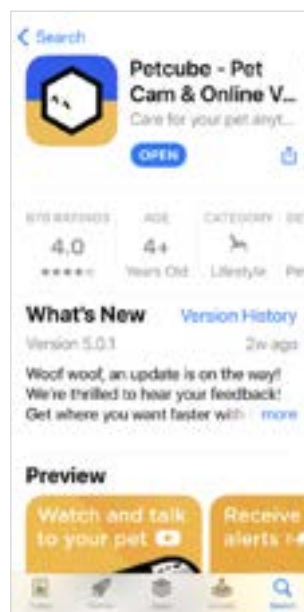 Search
Petcube - Pet
Cam & Online V...
Care for your pet anyt...
OPEN
RATINGS AGE CATEGORY
4.0 4+
Years Old Lifestyle
What's New Version History
Version 5.0.1 2w ago
Woof woof, an update is on the way!
We're thrilled to hear your feedback!
Get where you want faster with more
Preview
Watch and talk
to your pet
Receive
alerts
Search